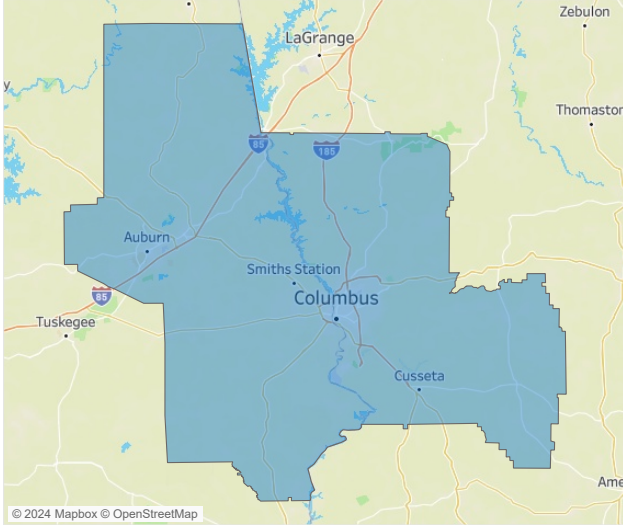 Zebulon
LaGrange
y
Thomaston
85
185
Auburn
Smiths Station
85
Columbus
Tuskegee
Cusseta
Ame
© 2024 Mapbox © OpenStreetMap